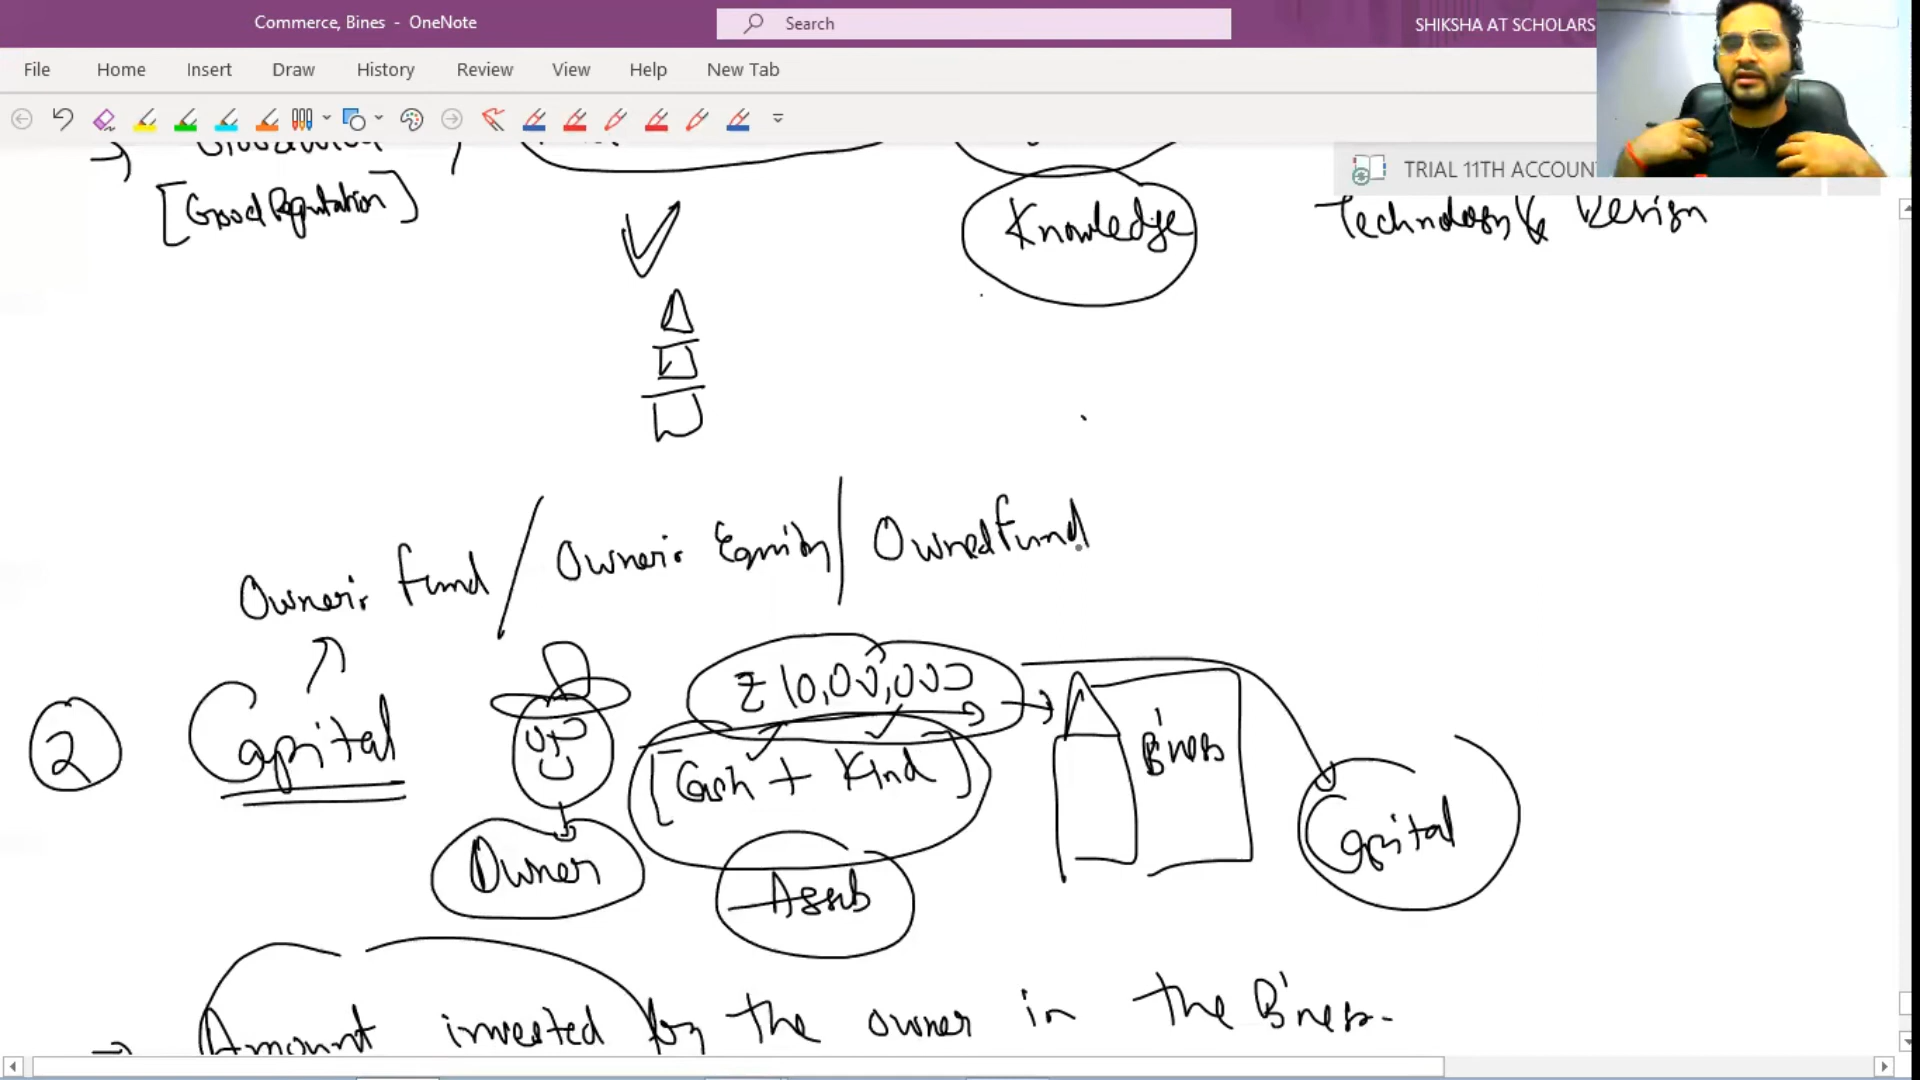 Commerce, Bines - OneNote
Search
SHIKSHA AT SCHOLARS
File Home Insert Draw History Review View Help New Tab
TRIAL 11TH ACCOUN
[Good Reputation]
Knowledge
Technology & Design
Owner's Fund / Owner's Equity / Owned Fund
₹ 10,00,000
2 Capital
[Cash + Kind]
B'ness
Capital
Owner
Assets
→ Amount invested by the owner in the B'ness.